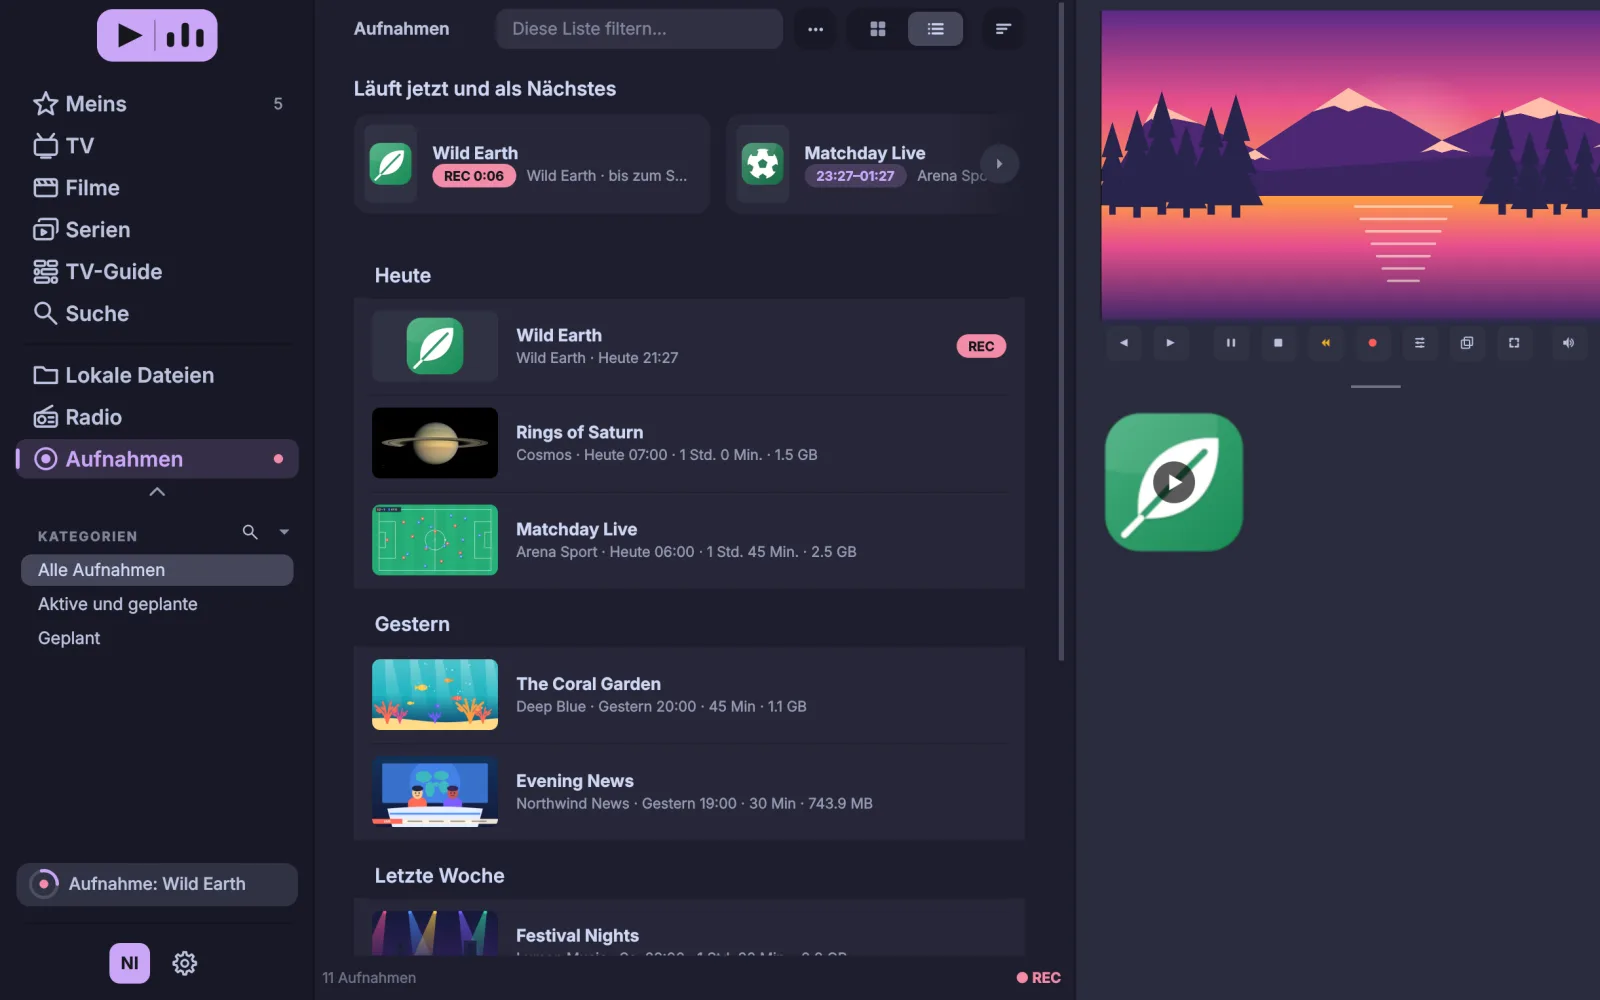 Meins 5
TV
Filme
Serien
TV-Guide
Suche
Lokale Dateien
Radio
Aufnahmen
KATEGORIEN
Alle Aufnahmen
Aktive und geplante
Geplant
Aufnahme: Wild Earth
NI
Aufnahmen
Diese Liste filtern...
Läuft jetzt und als Nächstes
Wild Earth
REC 0:06 Wild Earth · bis zum S...
Matchday Live
23:27–01:27 Arena Spo
Heute
Wild Earth
Wild Earth · Heute 21:27
REC
Rings of Saturn
Cosmos · Heute 07:00 · 1 Std. 0 Min. · 1.5 GB
Matchday Live
Arena Sport · Heute 06:00 · 1 Std. 45 Min. · 2.5 GB
Gestern
The Coral Garden
Deep Blue · Gestern 20:00 · 45 Min · 1.1 GB
Evening News
Northwind News · Gestern 19:00 · 30 Min · 743.9 MB
Letzte Woche
Festival Nights
11 Aufnahmen
REC